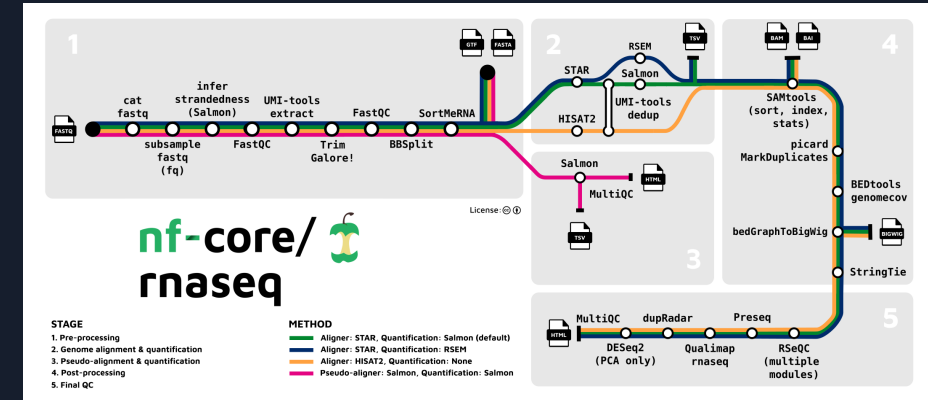 1
GTF
FASTA
infer
strandedness
(Salmon)
cat
fastq
UMI-tools
extract
FastQC
SortMeRNA
FASTQ
subsample
fastq
(fq)
FastQC
Trim
Galore!
BBSplit
2
RSEM
TSV
STAR
Salmon
HISAT2
UMI-tools
dedup
Salmon
HTML
MultiQC
TSV
3
BAM
BAI
4
SAMtools
(sort, index,
stats)
picard
MarkDuplicates
BEDtools
genomecov
bedGraphToBigWig
BIGWIG
StringTie
5
MultiQC
dupRadar
Preseq
HTML
DESeq2
(PCA only)
Qualimap
rnaseq
RSeQC
(multiple
modules)
License:
nf-core/
rnaseq
STAGE
1. Pre-processing
2. Genome alignment & quantification
3. Pseudo-alignment & quantification
4. Post-processing
5. Final QC
METHOD
Aligner: STAR, Quantification: Salmon (default)
Aligner: STAR, Quantification: RSEM
Aligner: HISAT2, Quantification: None
Pseudo-aligner: Salmon, Quantification: Salmon